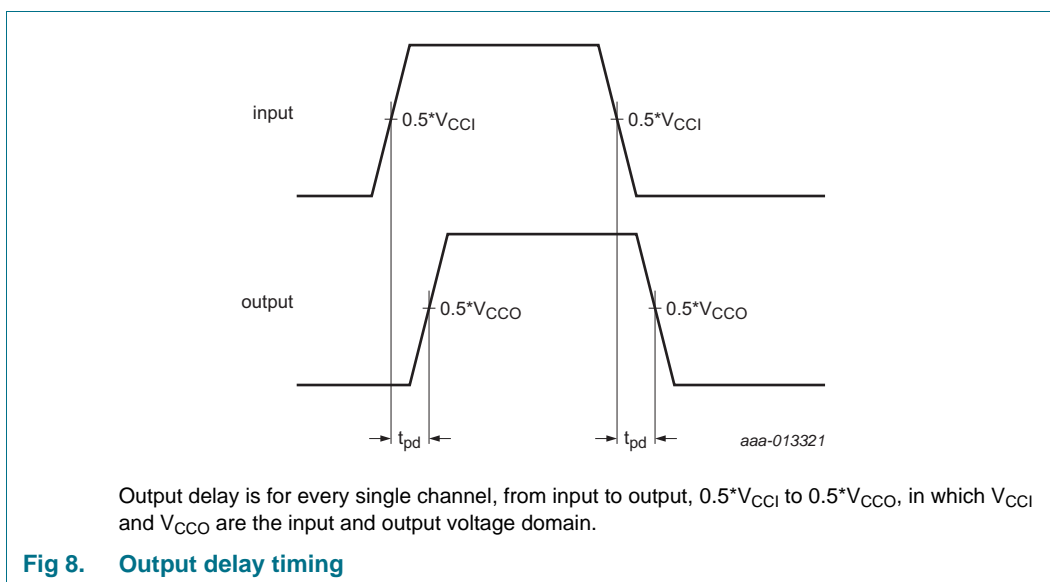 input
0.5*VCCI
0.5*VCCI
output
0.5*VCCO
0.5*VCCO
tpd
tpd
aaa-013321
Output delay is for every single channel, from input to output, 0.5*VCCI to 0.5*VCCO, in which VCCI
and VCCO are the input and output voltage domain.
Fig 8. Output delay timing